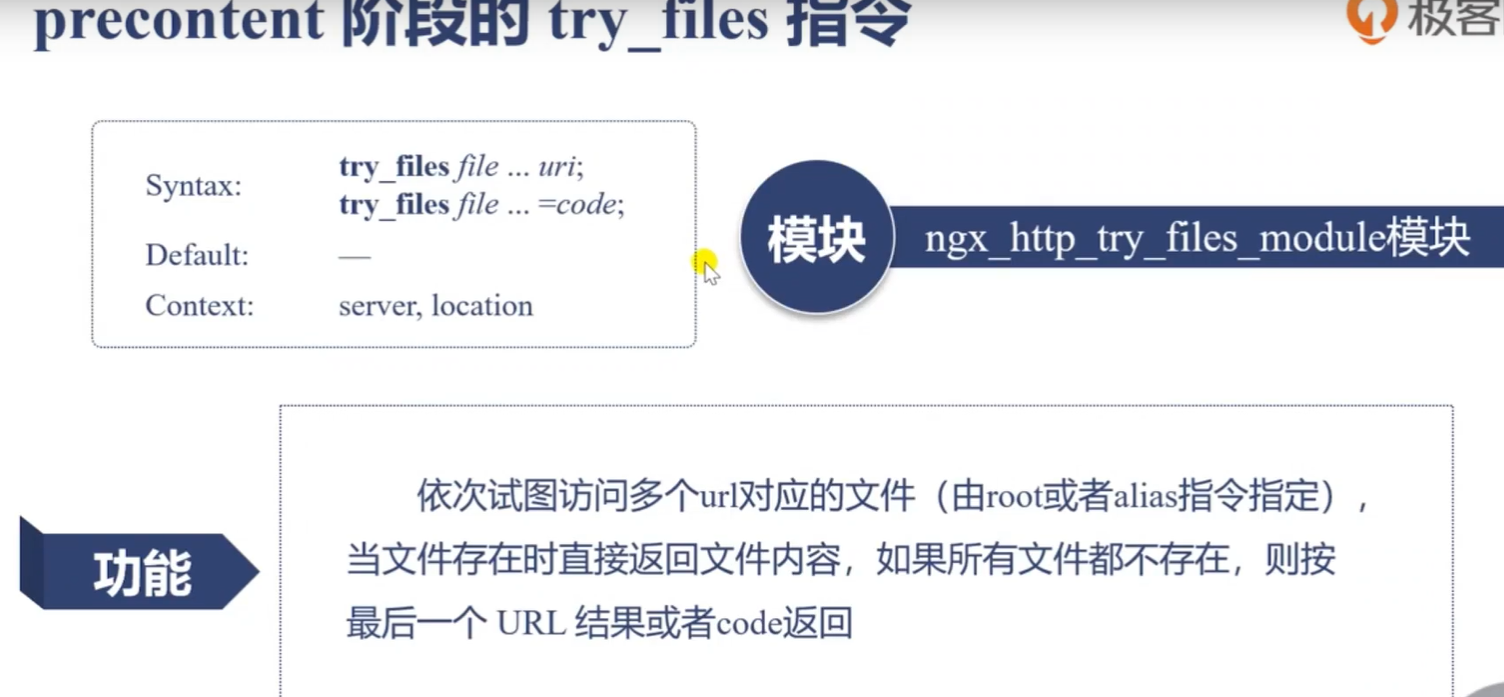 precontent 阶段的 try_files 指令
极客
Syntax:
try_files file ... uri;
try_files file ... =code;
Default:
—
Context:
server, location
模块
ngx_http_try_files_module模块
功能
依次试图访问多个url对应的文件（由root或者alias指令指定），
当文件存在时直接返回文件内容，如果所有文件都不存在，则按
最后一个 URL 结果或者code返回